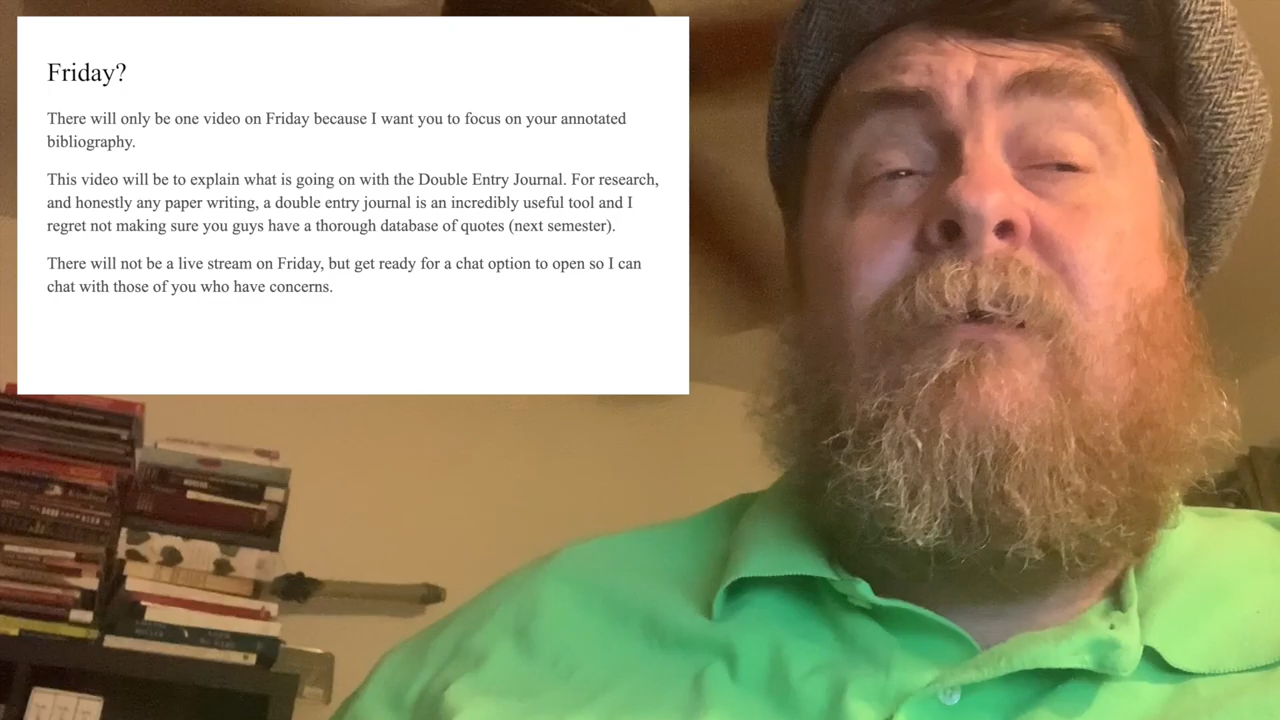 Friday?
There will only be one video on Friday because I want you to focus on your annotated
bibliography.
This video will be to explain what is going on with the Double Entry Journal. For research,
and honestly any paper writing, a double entry journal is an incredibly useful tool and I
regret not making sure you guys have a thorough database of quotes (next semester).
There will not be a live stream on Friday, but get ready for a chat option to open so I can
chat with those of you who have concerns.